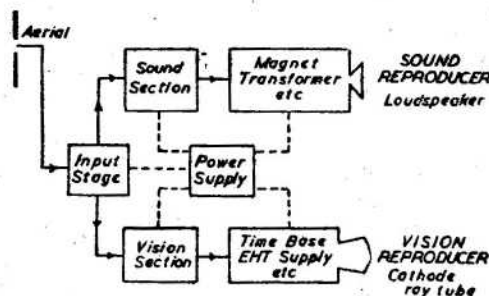 Aerial
Sound
Section
Magnet
Transformer
etc
SOUND
REPRODUCER
Loudspeaker
Input
Stage
Power
Supply
Vision
Section
Time Base
EHT Supply
etc
VISION
REPRODUCER
Cathode
ray tube